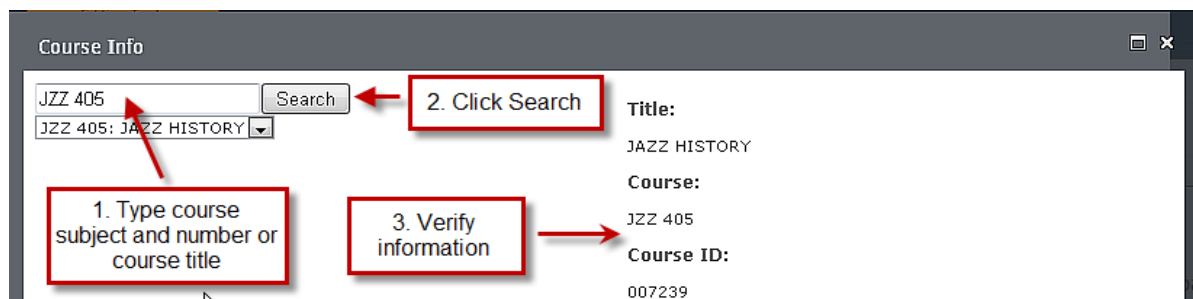 Course Info
JZZ 405
Search
JZZ 405: JAZZ HISTORY
1. Type course
subject and number or
course title
2. Click Search
3. Verify
information
Title:
JAZZ HISTORY
Course:
JZZ 405
Course ID:
007239